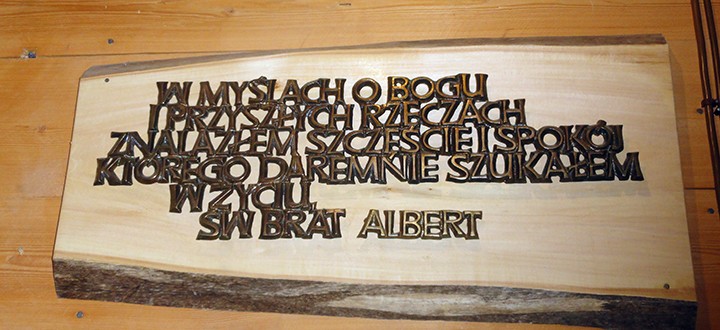 W MYŚLACH O BOGU
I PRZYSZŁYCH RZECZACH
ZNALAZŁEM SZCZĘŚCIE I SPOKÓJ
KTÓREGO DAREMNIE SZUKAŁEM
W ŻYCIU,
ŚW BRAT ALBERT